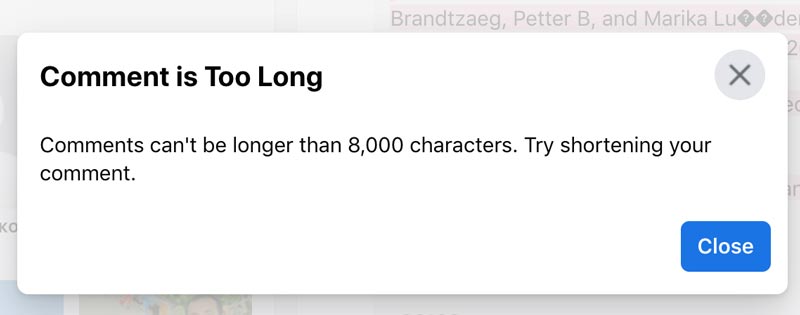 Brandtzaeg, Petter B, and Marika Lu��der
Comment is Too Long
Comments can't be longer than 8,000 characters. Try shortening your
comment.
Close